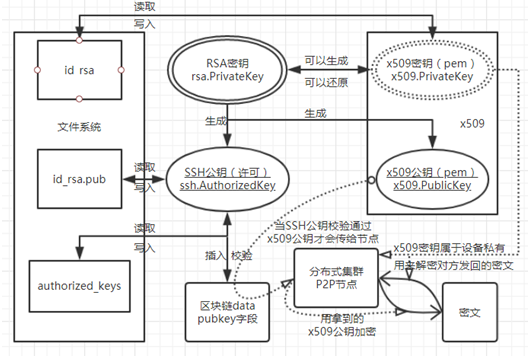 读取
写入
id_rsa
RSA密钥
rsa.PrivateKey
可以生成
可以还原
x509密钥（pem）
x509.PrivateKey
文件系统
生成
生成
x509
id_rsa.pub
读取
写入
SSH公钥（许可）
ssh.AuthorizedKey
x509公钥（pem）
x509.PublicKey
读取
写入
当SSH公钥校验通过
x509公钥才会传给节点
插入 校验
x509密钥属于设备私有
用来解密对方发回的密文
authorized_keys
区块链data
pubkey字段
分布式集群
P2P节点
密文
用拿到的
x509公钥加密